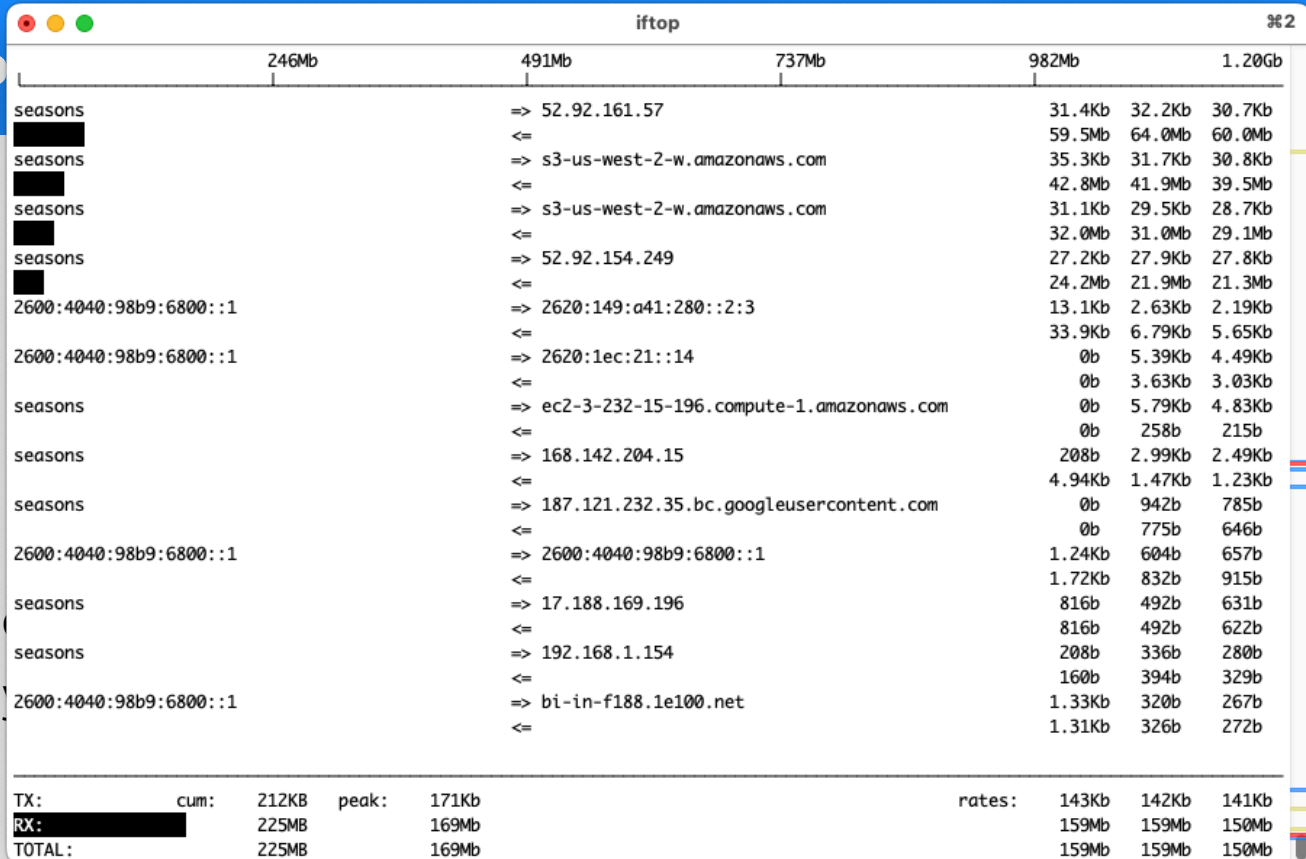 iftop
⌘2
246Mb 491Mb 737Mb 982Mb 1.20Gb
seasons => 52.92.161.57 31.4Kb 32.2Kb 30.7Kb
<= 59.5Mb 64.0Mb 60.0Mb
seasons => s3-us-west-2-w.amazonaws.com 35.3Kb 31.7Kb 30.8Kb
<= 42.8Mb 41.9Mb 39.5Mb
seasons => s3-us-west-2-w.amazonaws.com 31.1Kb 29.5Kb 28.7Kb
<= 32.0Mb 31.0Mb 29.1Mb
seasons => 52.92.154.249 27.2Kb 27.9Kb 27.8Kb
<= 24.2Mb 21.9Mb 21.3Mb
2600:4040:98b9:6800::1 => 2620:149:a41:280::2:3 13.1Kb 2.63Kb 2.19Kb
<= 33.9Kb 6.79Kb 5.65Kb
2600:4040:98b9:6800::1 => 2620:1ec:21::14 0b 5.39Kb 4.49Kb
<= 0b 3.63Kb 3.03Kb
seasons => ec2-3-232-15-196.compute-1.amazonaws.com 0b 5.79Kb 4.83Kb
<= 0b 258b 215b
seasons => 168.142.204.15 208b 2.99Kb 2.49Kb
<= 4.94Kb 1.47Kb 1.23Kb
seasons => 187.121.232.35.bc.googleusercontent.com 0b 942b 785b
<= 0b 775b 646b
2600:4040:98b9:6800::1 => 2600:4040:98b9:6800::1 1.24Kb 604b 657b
<= 1.72Kb 832b 915b
seasons => 17.188.169.196 816b 492b 631b
<= 816b 492b 622b
seasons => 192.168.1.154 208b 336b 280b
<= 160b 394b 329b
2600:4040:98b9:6800::1 => bi-in-f188.1e100.net 1.33Kb 320b 267b
<= 1.31Kb 326b 272b
TX: cum: 212KB peak: 171Kb rates: 143Kb 142Kb 141Kb
RX: 225MB 169Mb 159Mb 159Mb 150Mb
TOTAL: 225MB 169Mb 159Mb 159Mb 150Mb